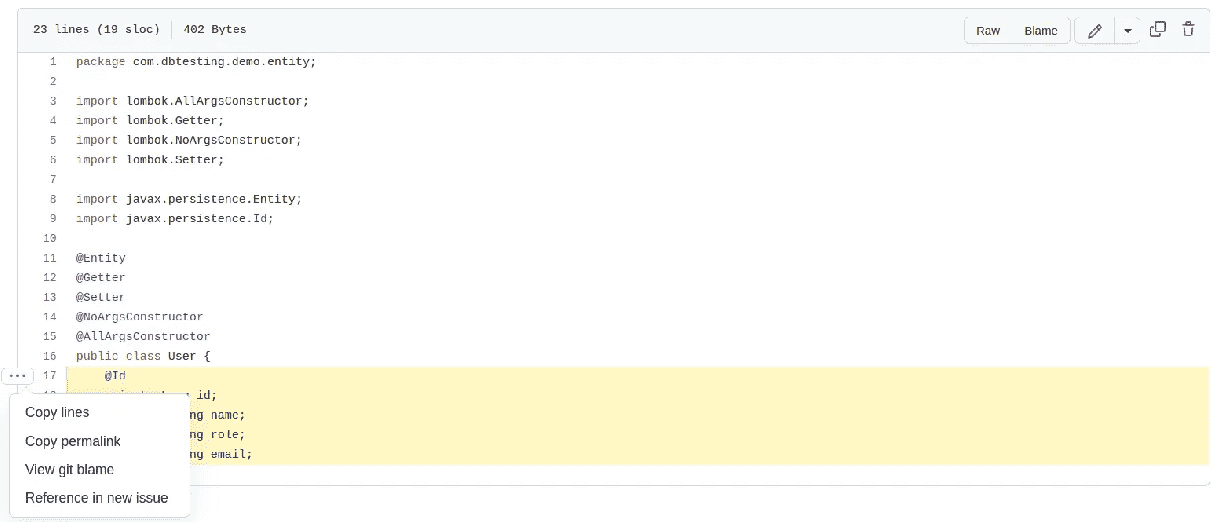 23 lines (19 sloc) 402 Bytes Raw Blame
1 package com.dbtesting.demo.entity;
2
3 import lombok.AllArgsConstructor;
4 import lombok.Getter;
5 import lombok.NoArgsConstructor;
6 import lombok.Setter;
7
8 import javax.persistence.Entity;
9 import javax.persistence.Id;
10
11 @Entity
12 @Getter
13 @Setter
14 @NoArgsConstructor
15 @AllArgsConstructor
16 public class User {
17 @Id
id;
ng name;
ng role;
ng email;
Copy lines
Copy permalink
View git blame
Reference in new issue